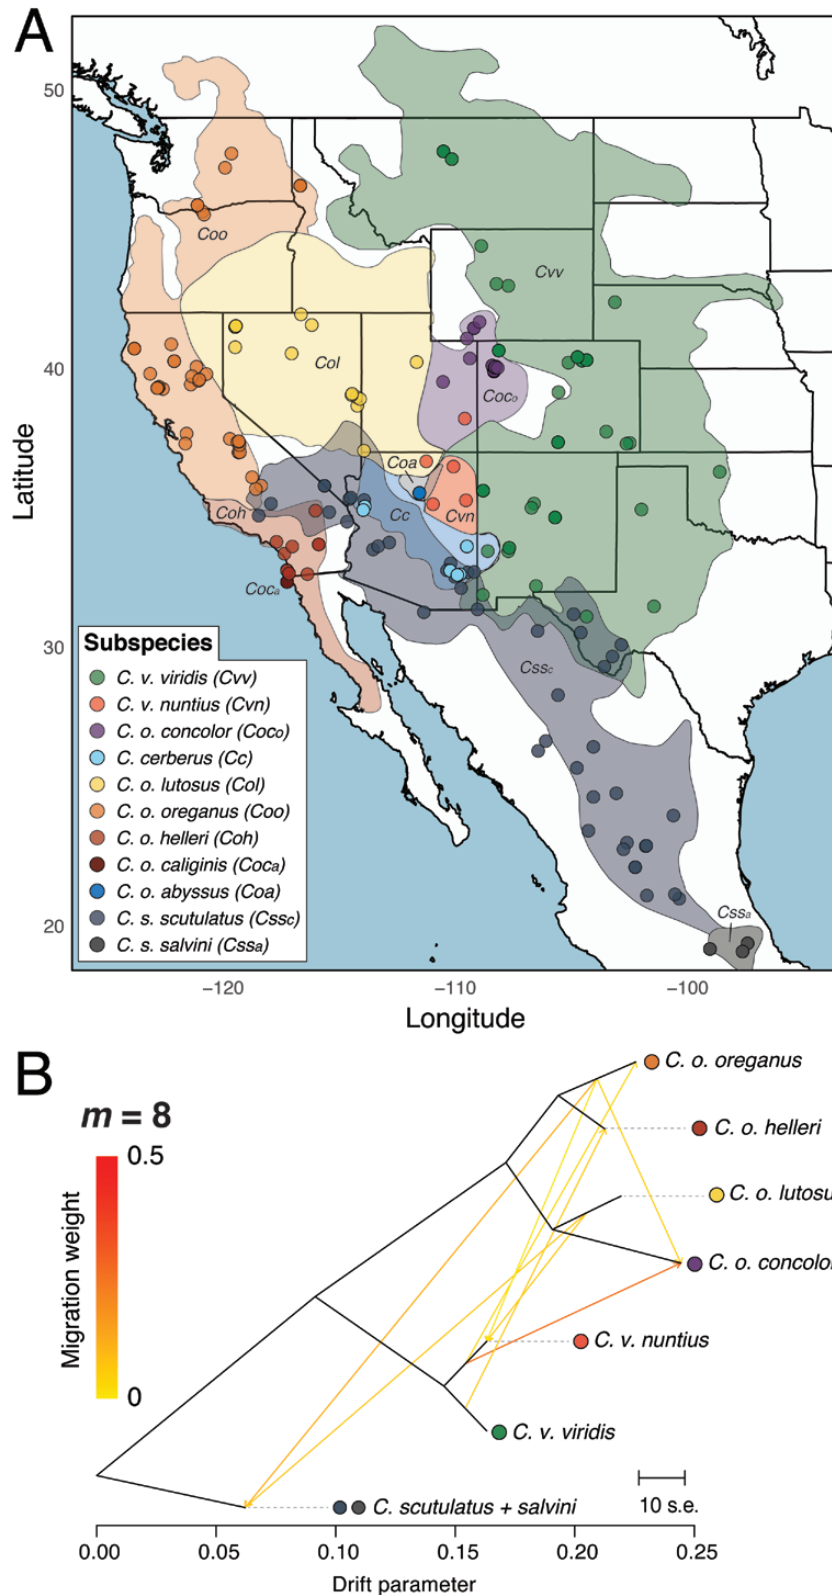 A
50
40
30
20
Latitude
Coo
Cvv
Col
Cocₒ
Coa
Cc
Cvn
Coh
Cocₐ
Cssc
Cssₐ
Subspecies
C. v. viridis (Cvv)
C. v. nuntius (Cvn)
C. o. concolor (Cocₒ)
C. cerberus (Cc)
C. o. lutosus (Col)
C. o. oreganus (Coo)
C. o. helleri (Coh)
C. o. caliginis (Cocₐ)
C. o. abyssus (Coa)
C. s. scutulatus (Cssc)
C. s. salvini (Cssₐ)
−120
−110
−100
Longitude
B
m = 8
0.5
0
Migration weight
C. o. oreganus
C. o. helleri
C. o. lutosu
C. o. concolor
C. v. nuntius
C. v. viridis
10 s.e.
C. scutulatus + salvini
0.00
0.05
0.10
0.15
0.20
0.25
Drift parameter